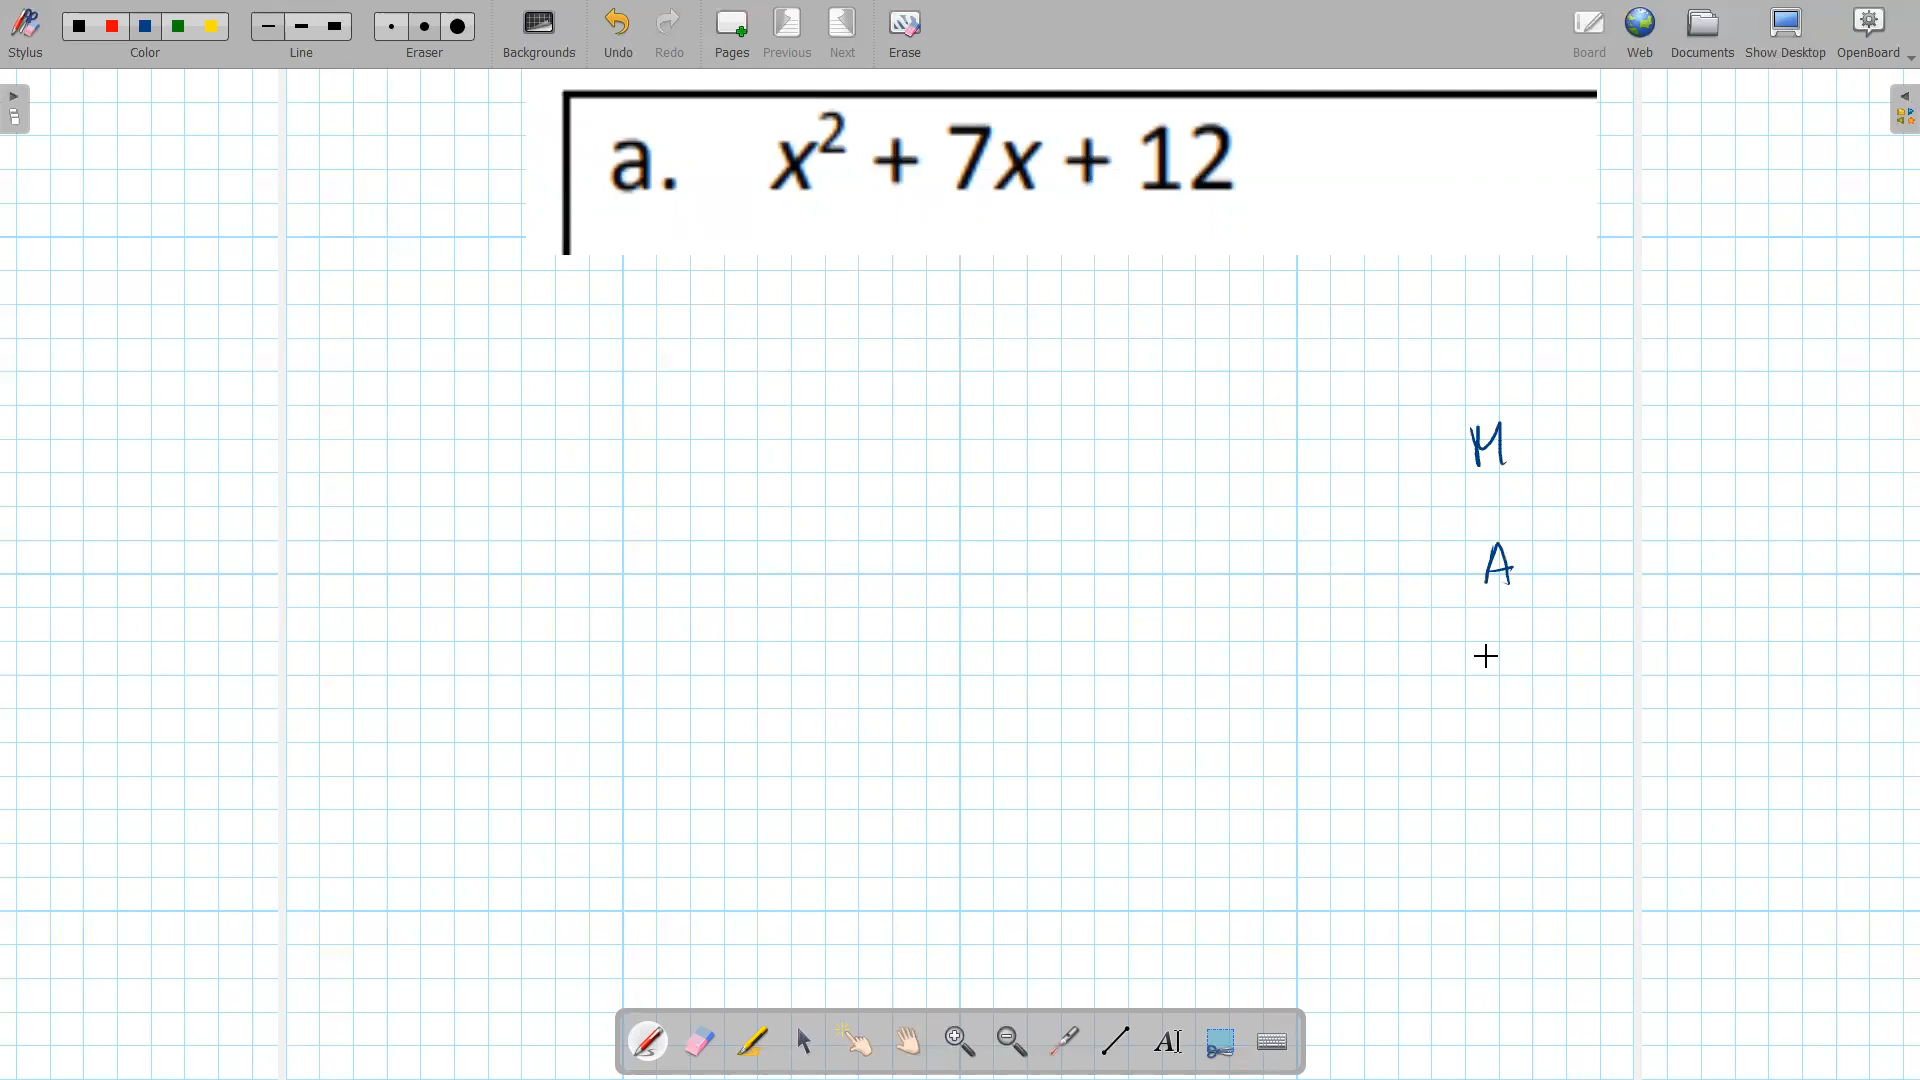 Stylus Color Line Eraser Backgrounds Undo Redo Pages Previous Next Erase Board Web Documents Show Desktop OpenBoard
a. x² + 7x + 12
M
A